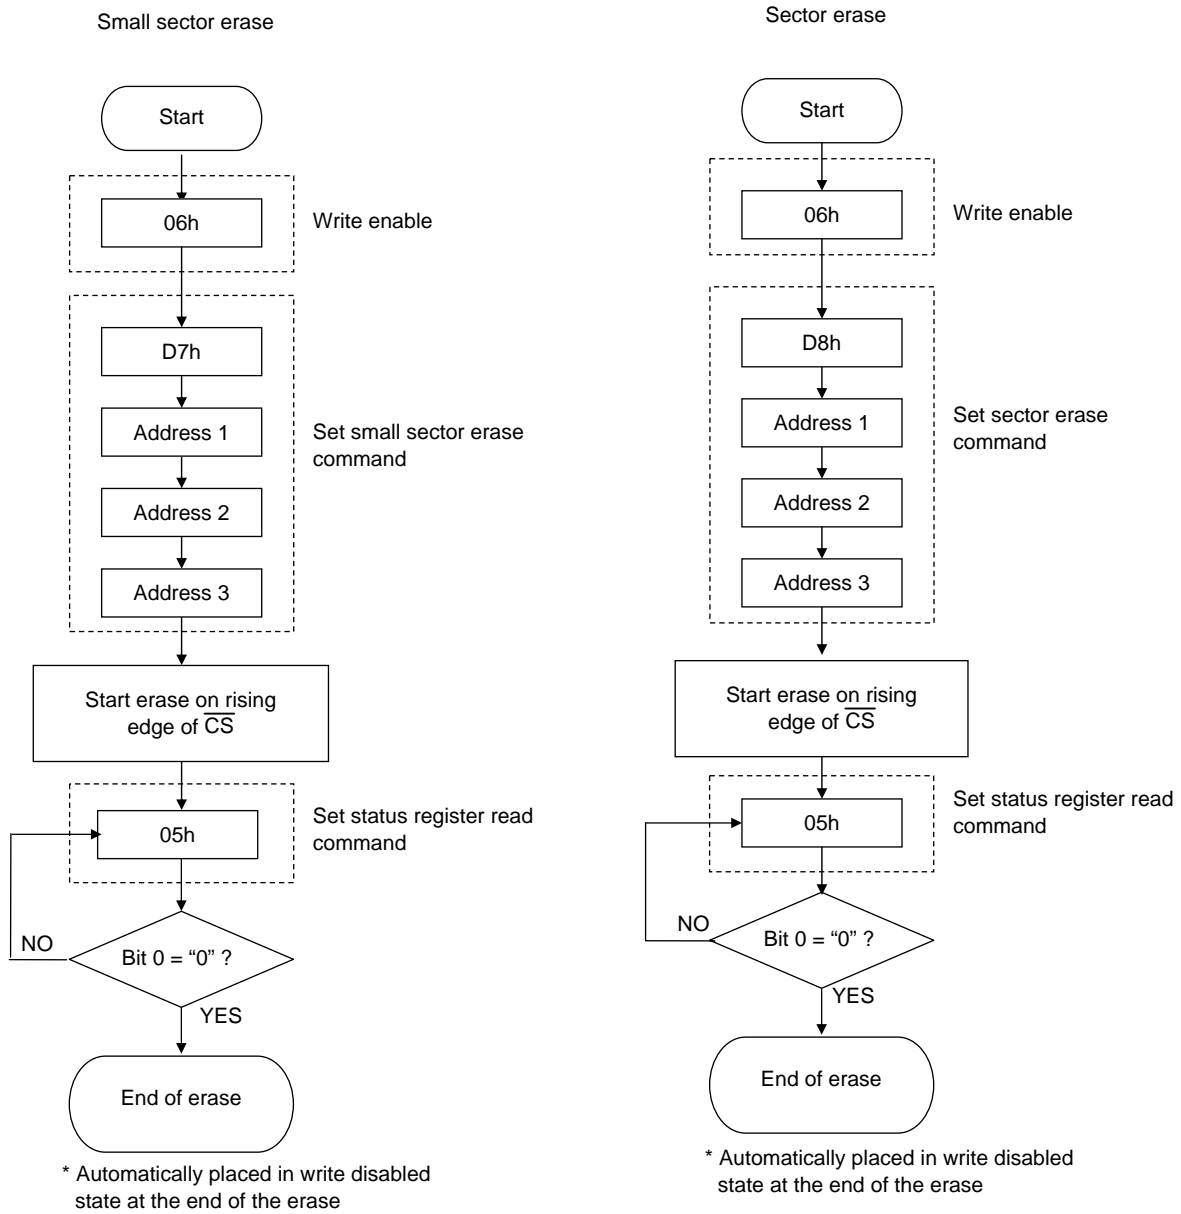 Small sector erase
Start
06h
Write enable
D7h
Address 1
Set small sector erase
command
Address 2
Address 3
Start erase on rising
edge of C̅S̅
05h
Set status register read
command
NO
Bit 0 = “0” ?
YES
End of erase
* Automatically placed in write disabled
state at the end of the erase
Sector erase
Start
06h
Write enable
D8h
Address 1
Set sector erase
command
Address 2
Address 3
Start erase on rising
edge of C̅S̅
05h
Set status register read
command
NO
Bit 0 = “0” ?
YES
End of erase
* Automatically placed in write disabled
state at the end of the erase